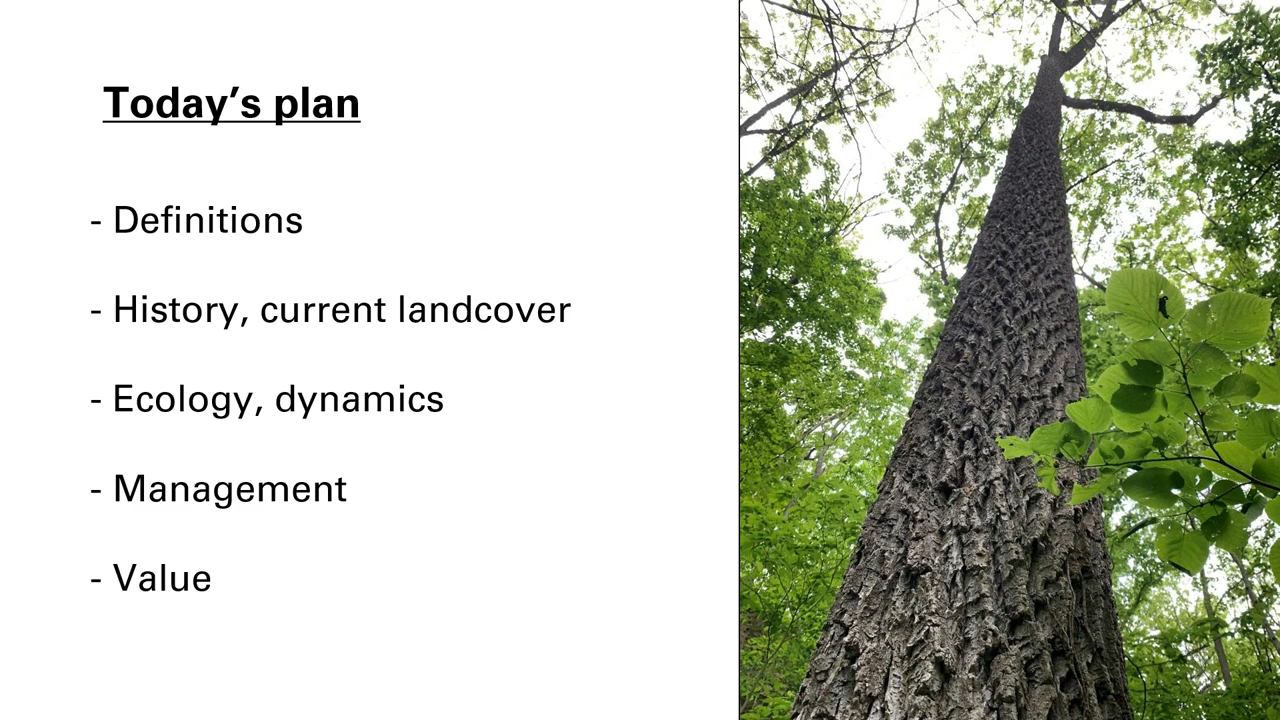 Today’s plan
- Definitions
- History, current landcover
- Ecology, dynamics
- Management
- Value